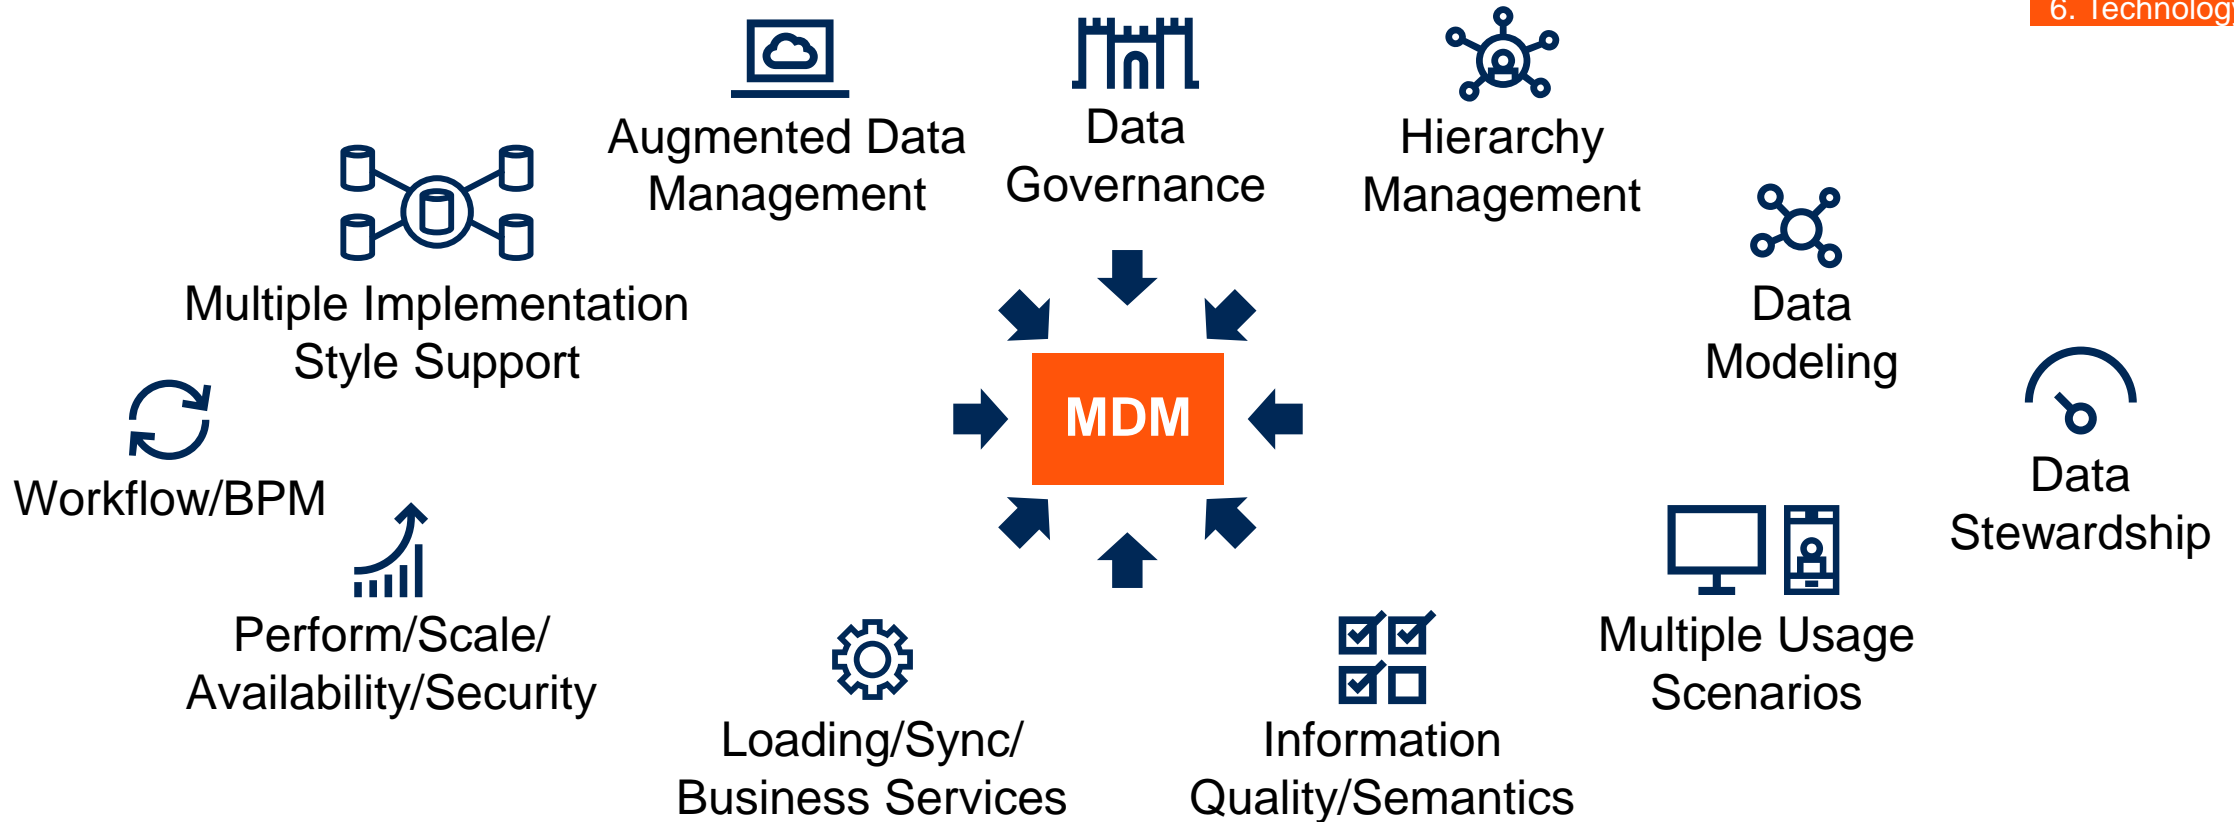 6. Technology
Augmented Data
Management
Data
Governance
Hierarchy
Management
Multiple Implementation
Style Support
Data
Modeling
MDM
Workflow/BPM
Data
Stewardship
Perform/Scale/
Availability/Security
Multiple Usage
Scenarios
Loading/Sync/
Business Services
Information
Quality/Semantics